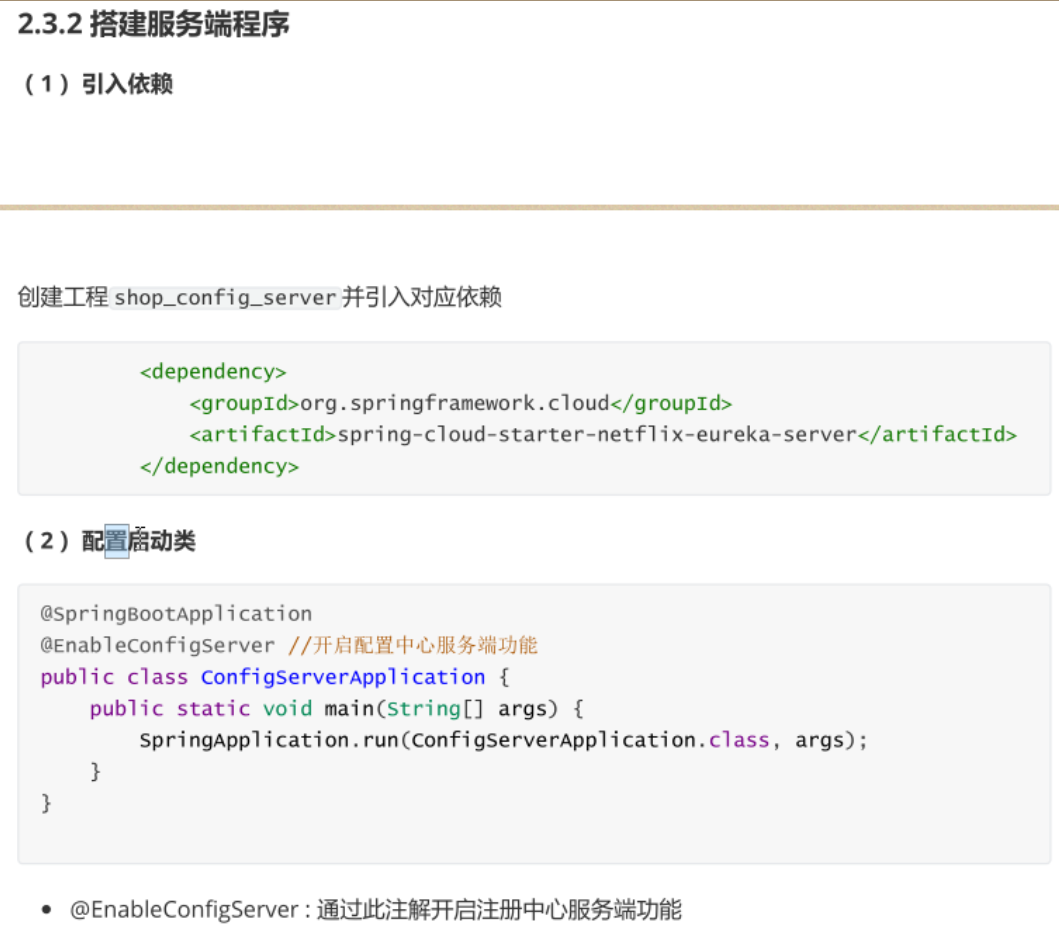 2.3.2 搭建服务端程序
（1）引入依赖
创建工程 shop_config_server 并引入对应依赖
<dependency>
    <groupId>org.springframework.cloud</groupId>
    <artifactId>spring-cloud-starter-netflix-eureka-server</artifactId>
</dependency>
（2）配置启动类
@SpringBootApplication
@EnableConfigServer //开启配置中心服务端功能
public class ConfigServerApplication {
    public static void main(String[] args) {
        SpringApplication.run(ConfigServerApplication.class, args);
    }
}
• @EnableConfigServer : 通过此注解开启注册中心服务端功能